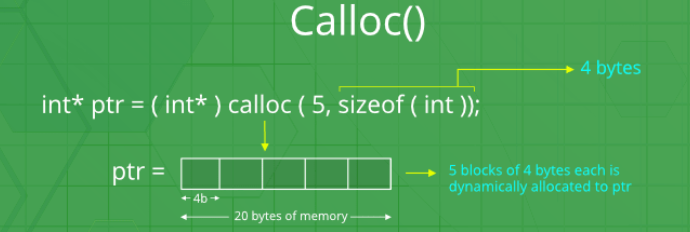 Calloc()
4 bytes
int* ptr = ( int* ) calloc ( 5, sizeof ( int ));
ptr =
5 blocks of 4 bytes each is
dynamically allocated to ptr
4b
20 bytes of memory